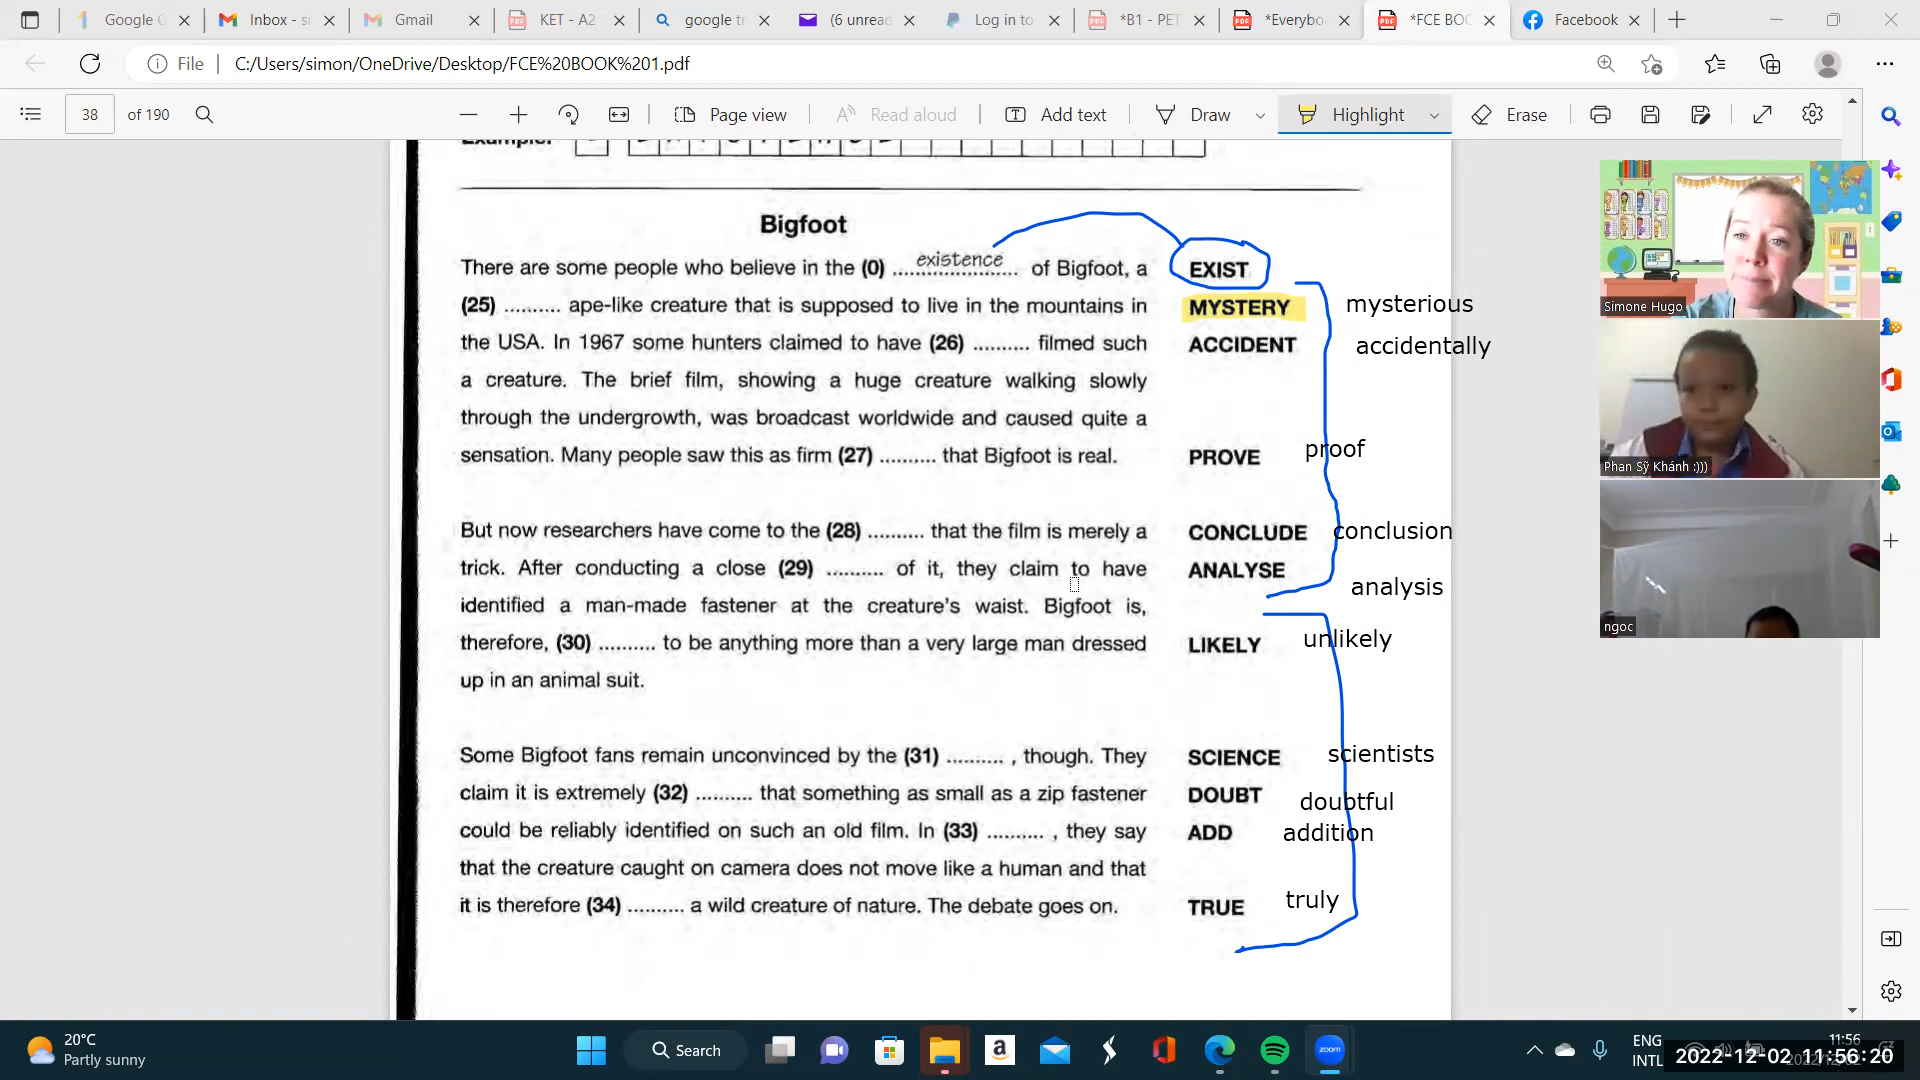 Google C
Inbox - si
Gmail
KET - A2
google tr
(6 unread
Log in to
*B1 - PET
*Everybo
*FCE BOO
Facebook
File
C:/Users/simon/OneDrive/Desktop/FCE%20BOOK%201.pdf
38
of 190
Page view
Read aloud
Add text
Draw
Highlight
Erase
Example:
Bigfoot
There are some people who believe in the (0) existence of Bigfoot, a EXIST
(25) .......... ape-like creature that is supposed to live in the mountains in MYSTERY mysterious
the USA. In 1967 some hunters claimed to have (26) .......... filmed such ACCIDENT accidentally
a creature. The brief film, showing a huge creature walking slowly
through the undergrowth, was broadcast worldwide and caused quite a
sensation. Many people saw this as firm (27) .......... that Bigfoot is real. PROVE proof
But now researchers have come to the (28) .......... that the film is merely a CONCLUDE conclusion
trick. After conducting a close (29) .......... of it, they claim to have ANALYSE analysis
identified a man-made fastener at the creature's waist. Bigfoot is,
therefore, (30) .......... to be anything more than a very large man dressed LIKELY unlikely
up in an animal suit.
Some Bigfoot fans remain unconvinced by the (31) .......... , though. They SCIENCE scientists
claim it is extremely (32) .......... that something as small as a zip fastener DOUBT doubtful
could be reliably identified on such an old film. In (33) .......... , they say ADD addition
that the creature caught on camera does not move like a human and that
it is therefore (34) .......... a wild creature of nature. The debate goes on. TRUE truly
Simone Hugo
Phan Sỹ Khánh :)))
ngoc
20°C
Partly sunny
Search
zoom
ENG
INTL
11:56
2022-12-02 11:56:20